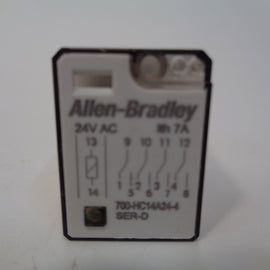 Allen-Bradley
24V AC Ith 7A
13 9 10 11 12
1 2 3 4
14 5 6 7 8
700-HC14A24-4
SER-D